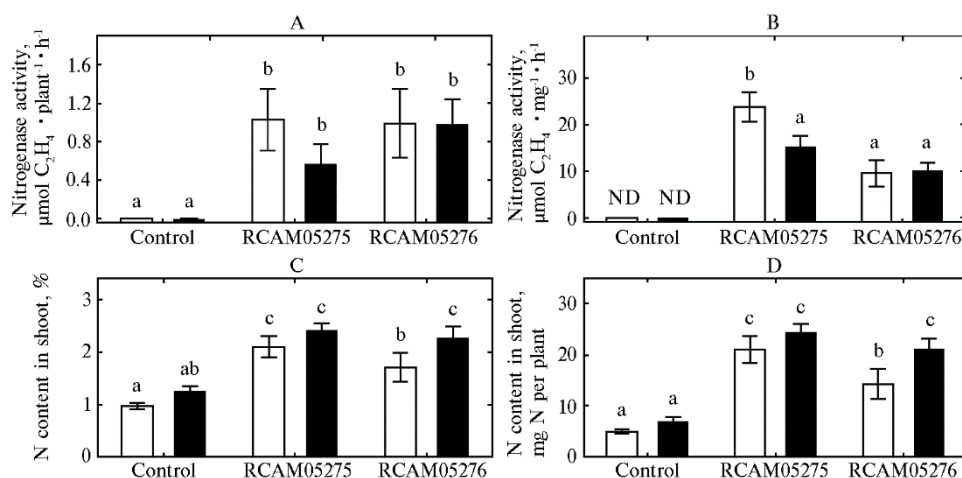 A
Nitrogenase activity,
μmol C₂H₄ • plant⁻¹ • h⁻¹
1.6
1.2
0.8
0.4
0.0
a a b b b b
Control RCAM05275 RCAM05276
B
Nitrogenase activity,
μmol C₂H₄ • mg⁻¹ • h⁻¹
30
20
10
0
ND ND b a a a
Control RCAM05275 RCAM05276
C
N content in shoot, %
3
2
1
0
a ab c c b c
Control RCAM05275 RCAM05276
D
N content in shoot,
mg N per plant
30
20
10
0
a a c c b c
Control RCAM05275 RCAM05276